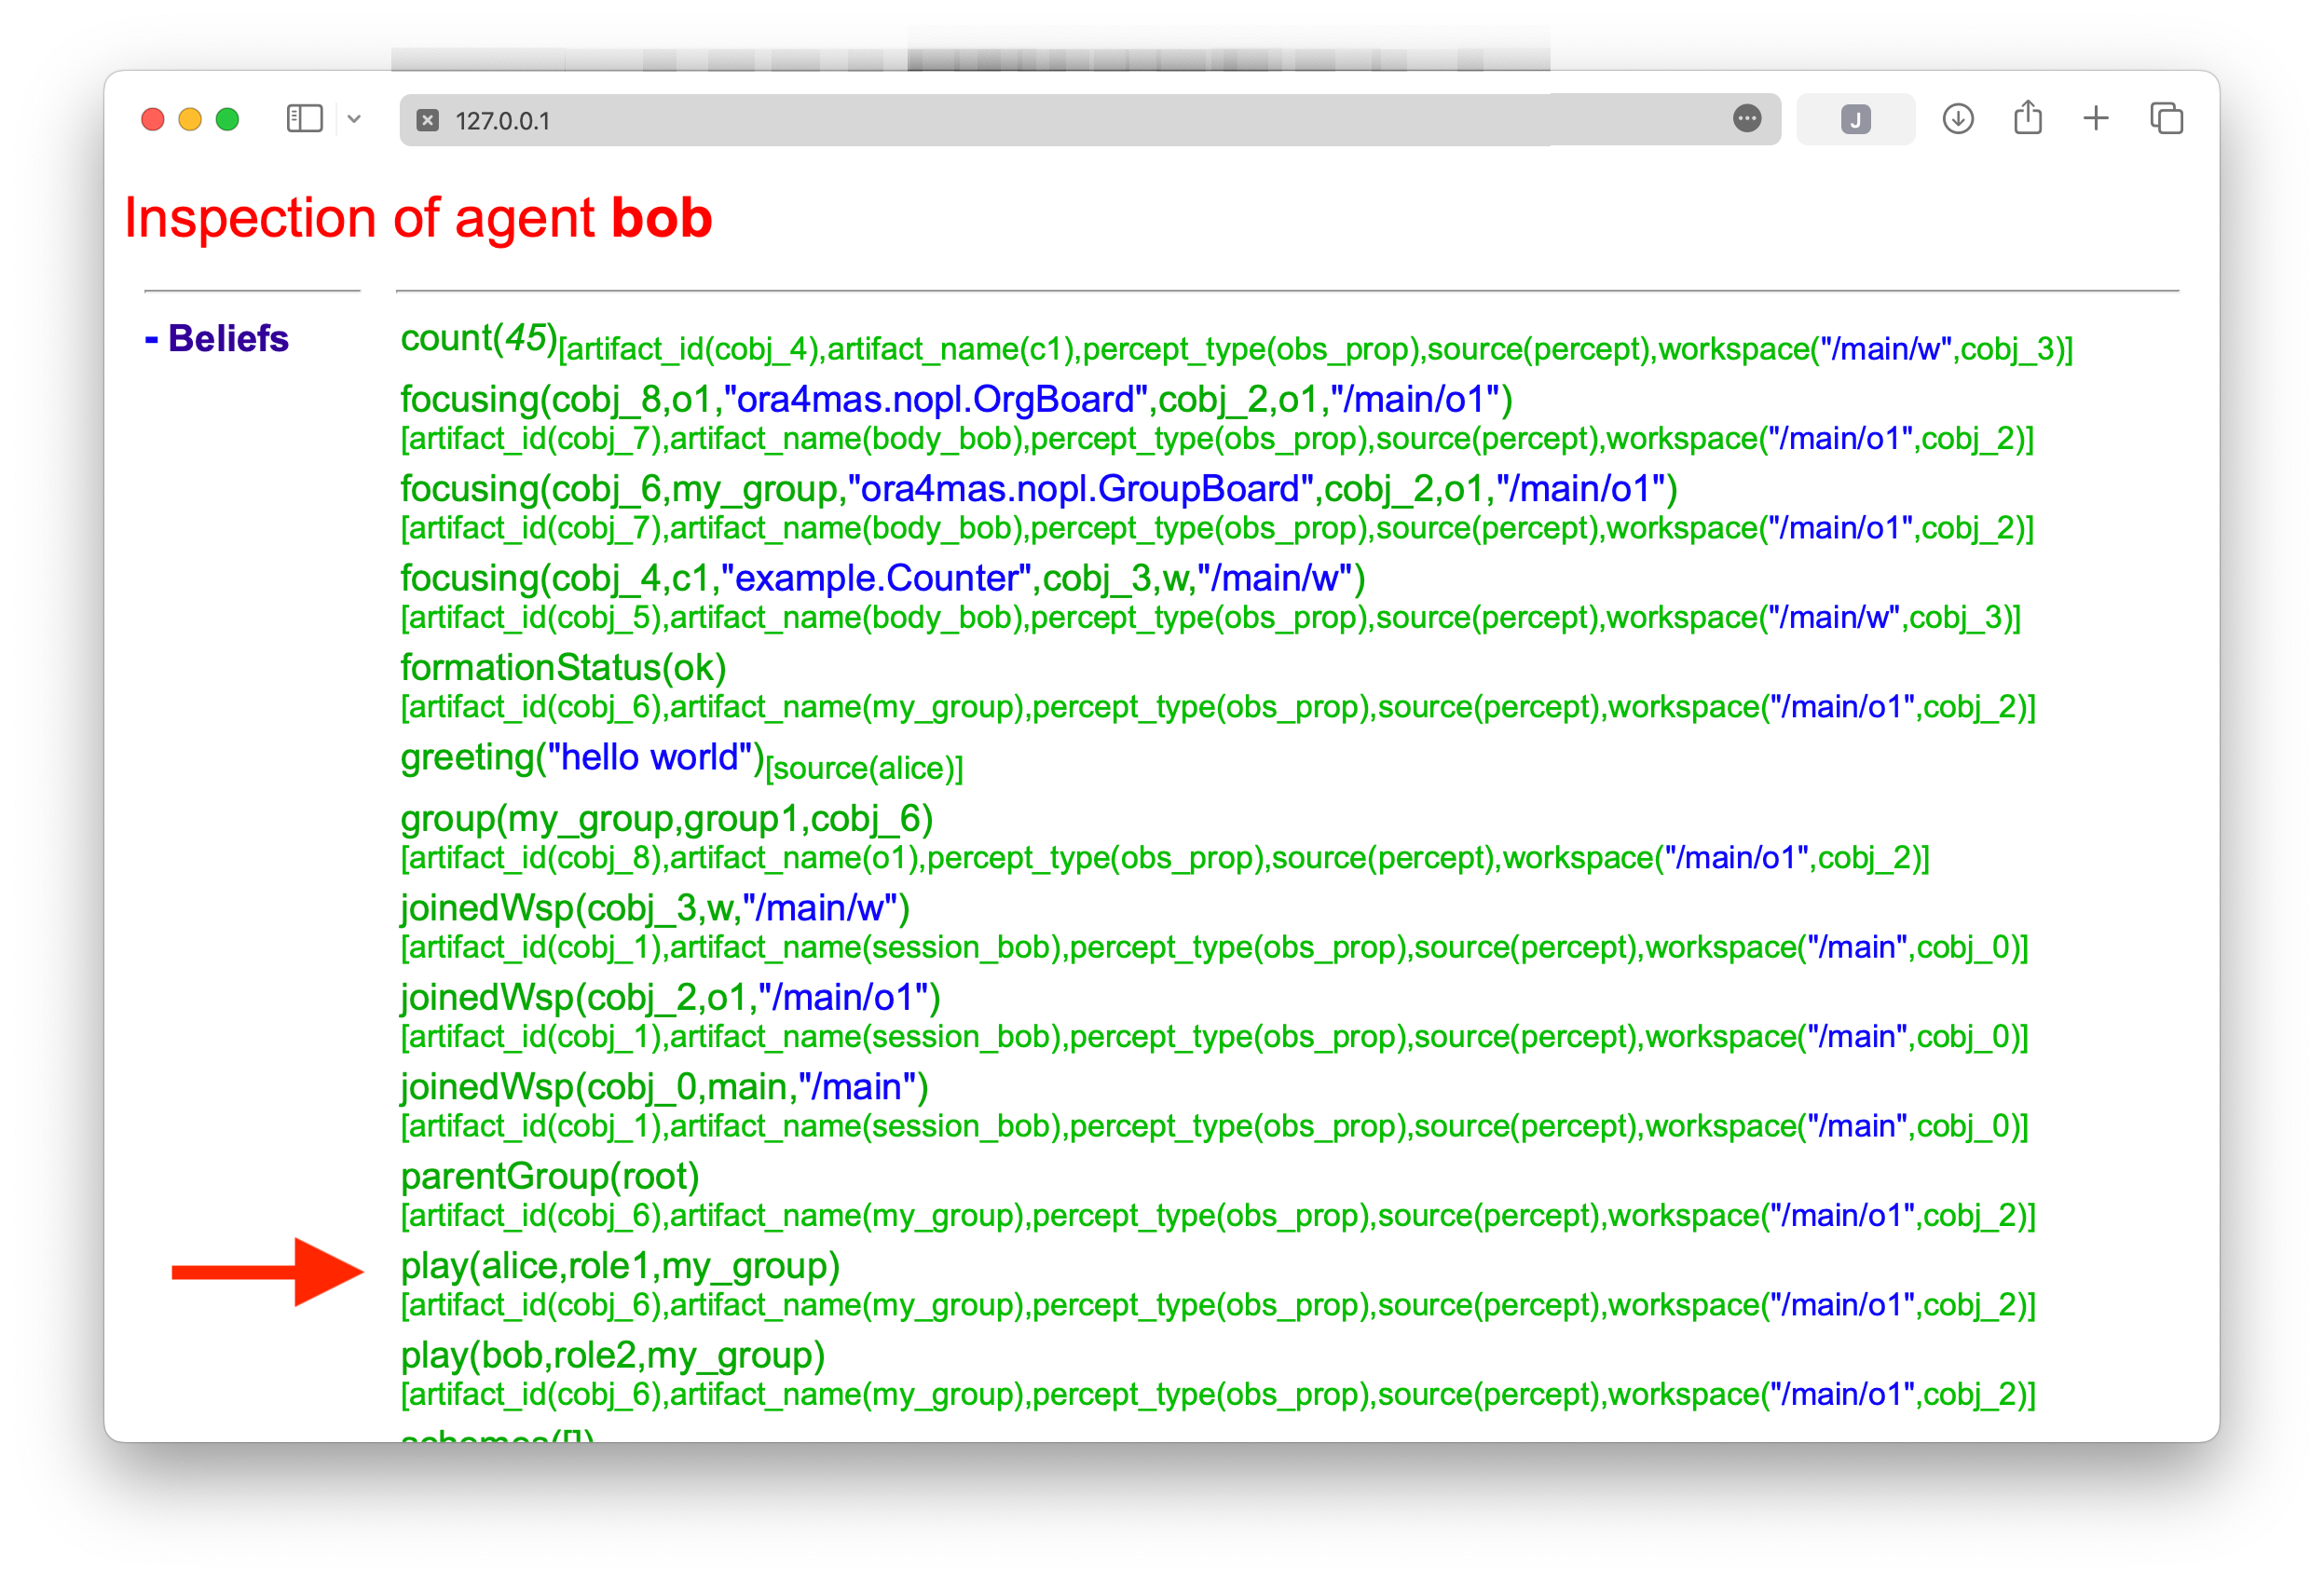 127.0.0.1
J
Inspection of agent bob
- Beliefs
count(45)[artifact_id(cobj_4),artifact_name(c1),percept_type(obs_prop),source(percept),workspace("/main/w",cobj_3)]
focusing(cobj_8,o1,"ora4mas.nopl.OrgBoard",cobj_2,o1,"/main/o1")
[artifact_id(cobj_7),artifact_name(body_bob),percept_type(obs_prop),source(percept),workspace("/main/o1",cobj_2)]
focusing(cobj_6,my_group,"ora4mas.nopl.GroupBoard",cobj_2,o1,"/main/o1")
[artifact_id(cobj_7),artifact_name(body_bob),percept_type(obs_prop),source(percept),workspace("/main/o1",cobj_2)]
focusing(cobj_4,c1,"example.Counter",cobj_3,w,"/main/w")
[artifact_id(cobj_5),artifact_name(body_bob),percept_type(obs_prop),source(percept),workspace("/main/w",cobj_3)]
formationStatus(ok)
[artifact_id(cobj_6),artifact_name(my_group),percept_type(obs_prop),source(percept),workspace("/main/o1",cobj_2)]
greeting("hello world")[source(alice)]
group(my_group,group1,cobj_6)
[artifact_id(cobj_8),artifact_name(o1),percept_type(obs_prop),source(percept),workspace("/main/o1",cobj_2)]
joinedWsp(cobj_3,w,"/main/w")
[artifact_id(cobj_1),artifact_name(session_bob),percept_type(obs_prop),source(percept),workspace("/main",cobj_0)]
joinedWsp(cobj_2,o1,"/main/o1")
[artifact_id(cobj_1),artifact_name(session_bob),percept_type(obs_prop),source(percept),workspace("/main",cobj_0)]
joinedWsp(cobj_0,main,"/main")
[artifact_id(cobj_1),artifact_name(session_bob),percept_type(obs_prop),source(percept),workspace("/main",cobj_0)]
parentGroup(root)
[artifact_id(cobj_6),artifact_name(my_group),percept_type(obs_prop),source(percept),workspace("/main/o1",cobj_2)]
play(alice,role1,my_group)
[artifact_id(cobj_6),artifact_name(my_group),percept_type(obs_prop),source(percept),workspace("/main/o1",cobj_2)]
play(bob,role2,my_group)
[artifact_id(cobj_6),artifact_name(my_group),percept_type(obs_prop),source(percept),workspace("/main/o1",cobj_2)]
schemes([])